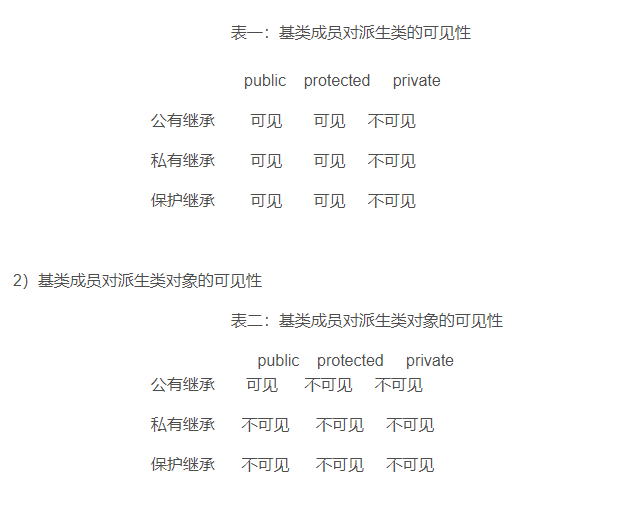 表一：基类成员对派生类的可见性
public protected private
公有继承 可见 可见 不可见
私有继承 可见 可见 不可见
保护继承 可见 可见 不可见
2）基类成员对派生类对象的可见性
表二：基类成员对派生类对象的可见性
public protected private
公有继承 可见 不可见 不可见
私有继承 不可见 不可见 不可见
保护继承 不可见 不可见 不可见